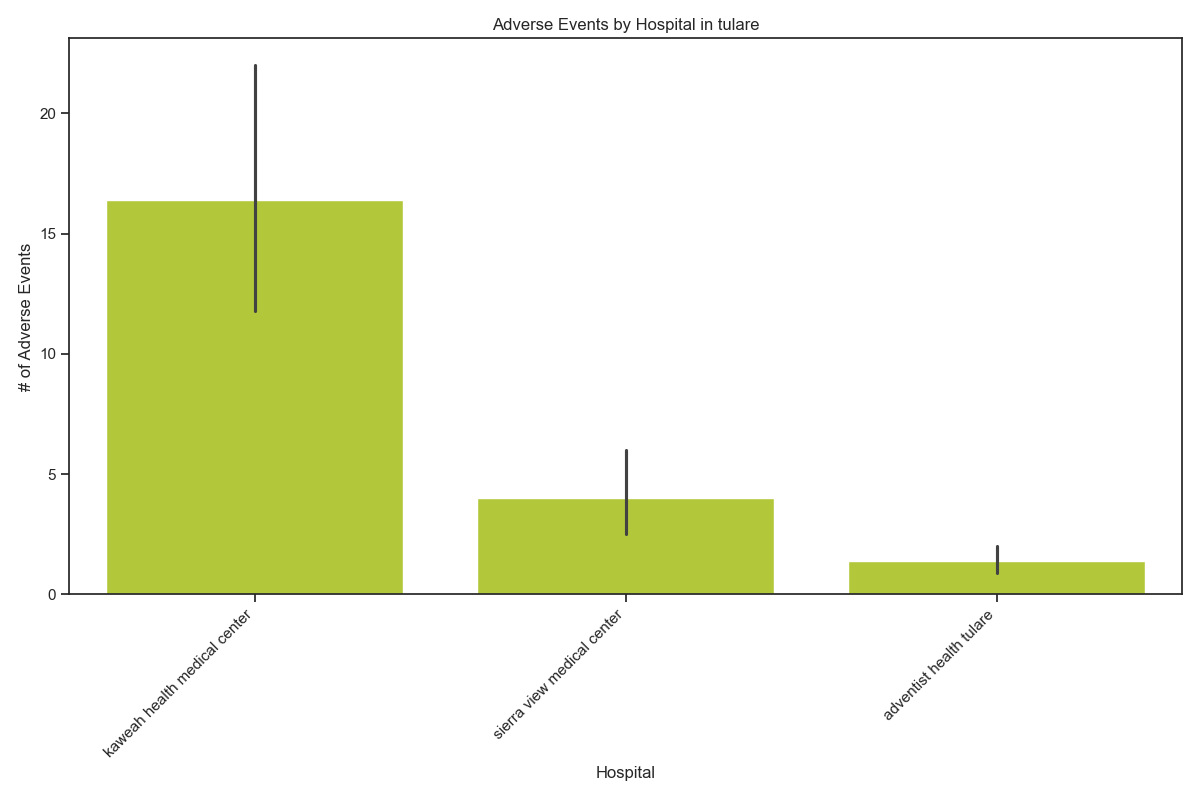 Adverse Events by Hospital in tulare
# of Adverse Events
20
15
10
5
0
kaweah health medical center
sierra view medical center
adventist health tulare
Hospital